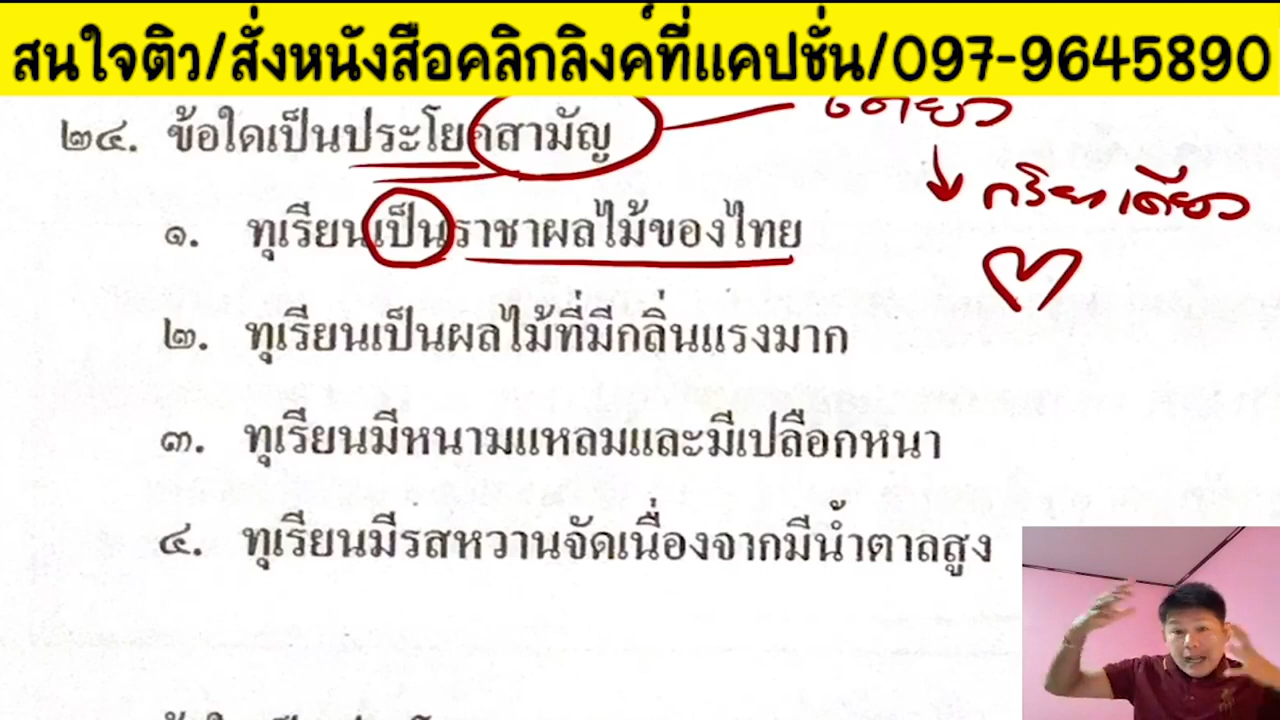 สนใจติว/สั่งหนังสือคลิกลิงค์ที่แคปชั่น/097-9645890
๒๔. ข้อใดเป็นประโยคสามัญ
กริยาเดียว
๑. ทุเรียนเป็นราชาผลไม้ของไทย
๒. ทุเรียนเป็นผลไม้ที่มีกลิ่นแรงมาก
๓. ทุเรียนมีหนามแหลมและมีเปลือกหนา
๔. ทุเรียนมีรสหวานจัดเนื่องจากมีน้ำตาลสูง